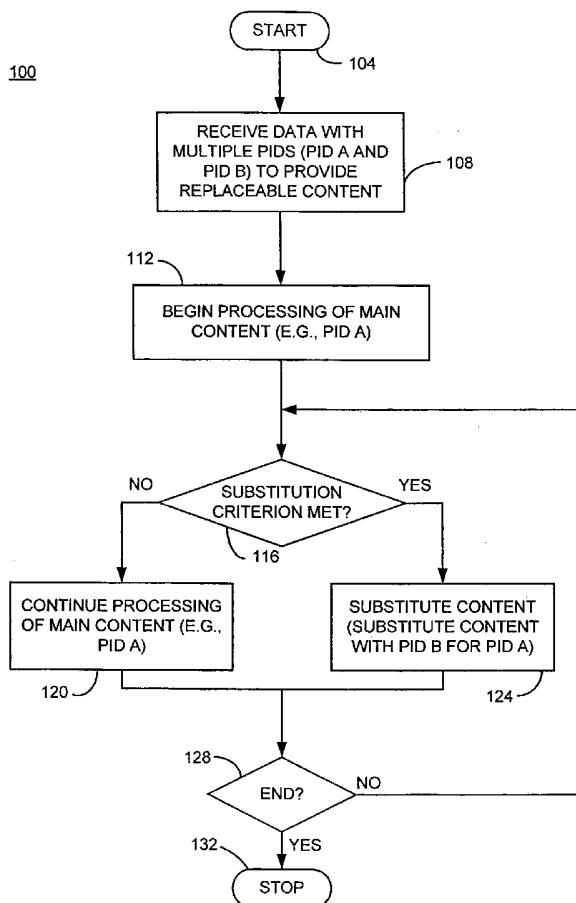 START
104
100
RECEIVE DATA WITH
MULTIPLE PIDS (PID A AND
PID B) TO PROVIDE
REPLACEABLE CONTENT
108
112
BEGIN PROCESSING OF MAIN
CONTENT (E.G., PID A)
NO
YES
SUBSTITUTION
CRITERION MET?
116
CONTINUE PROCESSING
OF MAIN CONTENT (E.G.,
PID A)
120
SUBSTITUTE CONTENT
(SUBSTITUTE CONTENT
WITH PID B FOR PID A)
124
128
END?
NO
YES
132
STOP